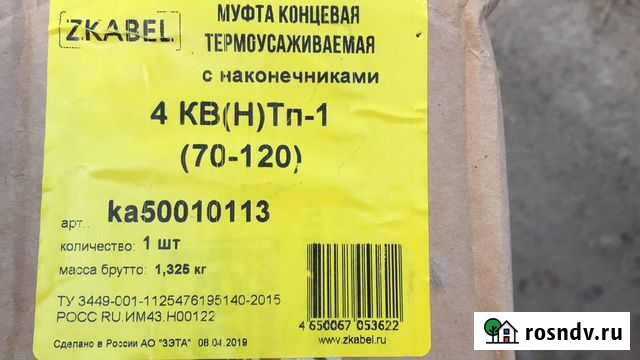 ZKABEL
МУФТА КОНЦЕВАЯ
ТЕРМОУСАЖИВАЕМАЯ
с наконечниками
4 КВ(Н)Тп-1
(70-120)
арт. ka50010113
количество: 1 шт
масса брутто: 1,325 кг
ТУ 3449-001-1125476195140-2015
РОСС RU.ИМ43.Н00122
4 650067 053622
Сделано в России АО "ЗЭТА" 08.04.2019
www.zkabel.ru
rosndv.ru